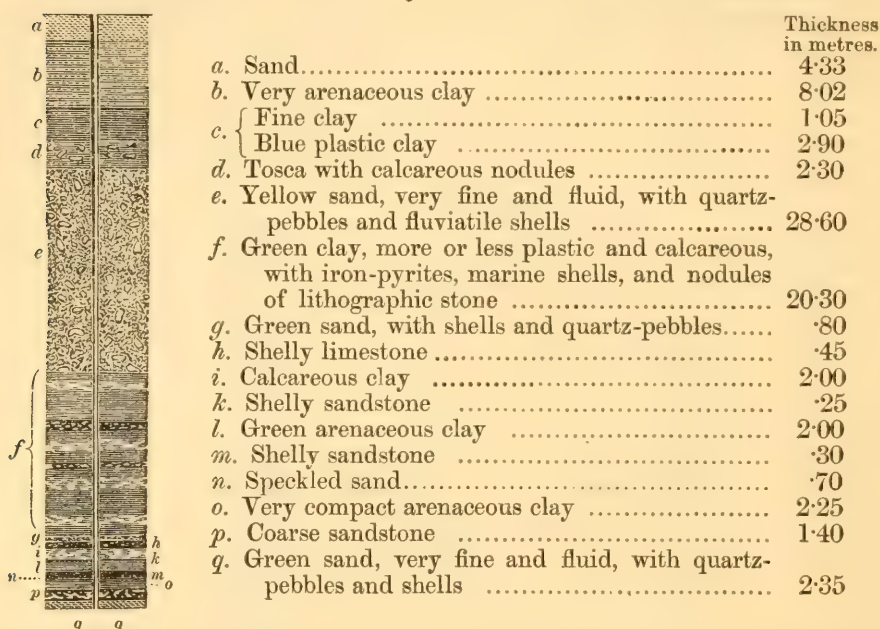 Thickness
in metres.
a. Sand........ 4·33
b. Very arenaceous clay ........ 8·02
c. { Fine clay ........ 1·05
Blue plastic clay ........ 2·90
d. Tosca with calcareous nodules ........ 2·30
e. Yellow sand, very fine and fluid, with quartz-
pebbles and fluviatile shells ........ 28·60
f. Green clay, more or less plastic and calcareous,
with iron-pyrites, marine shells, and nodules
of lithographic stone ........ 20·30
g. Green sand, with shells and quartz-pebbles...... ·80
h. Shelly limestone ........ ·45
i. Calcareous clay ........ 2·00
k. Shelly sandstone ........ ·25
l. Green arenaceous clay ........ 2·00
m. Shelly sandstone ........ ·30
n. Speckled sand........ ·70
o. Very compact arenaceous clay ........ 2·25
p. Coarse sandstone ........ 1·40
q. Green sand, very fine and fluid, with quartz-
pebbles and shells ........ 2·35
a
b
c
d
e
f
g h
i k
l m
n..... ...o
p
q q